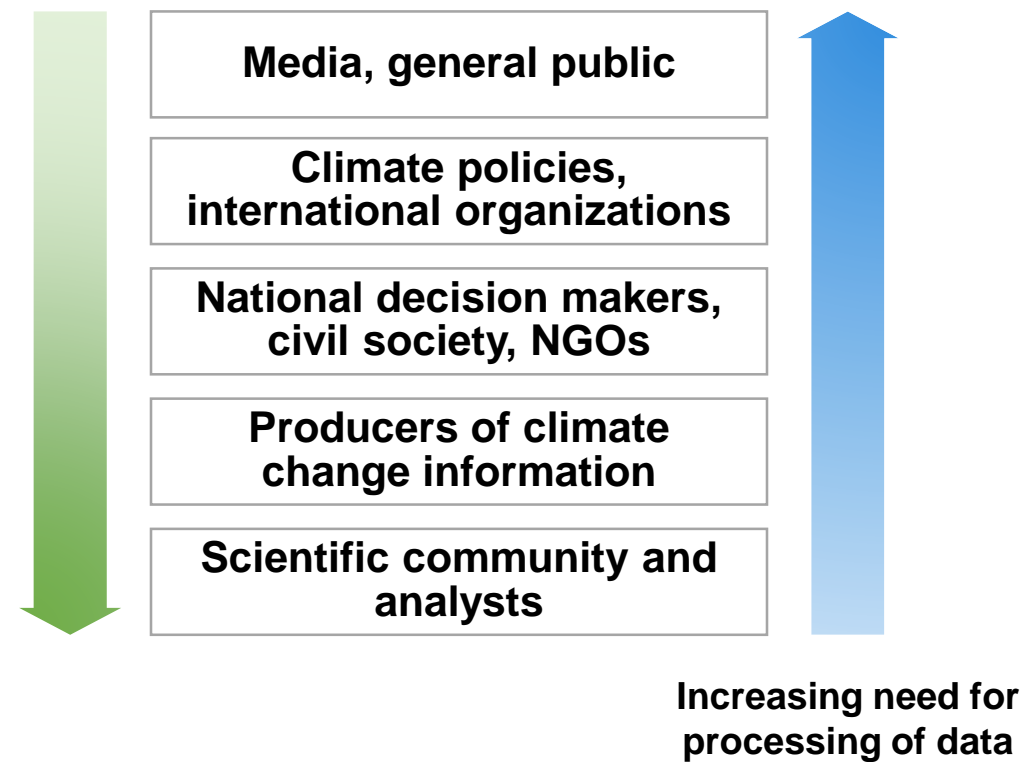 Media, general public
Climate policies,
international organizations
National decision makers,
civil society, NGOs
Producers of climate
change information
Scientific community and
analysts
Increasing need for
processing of data